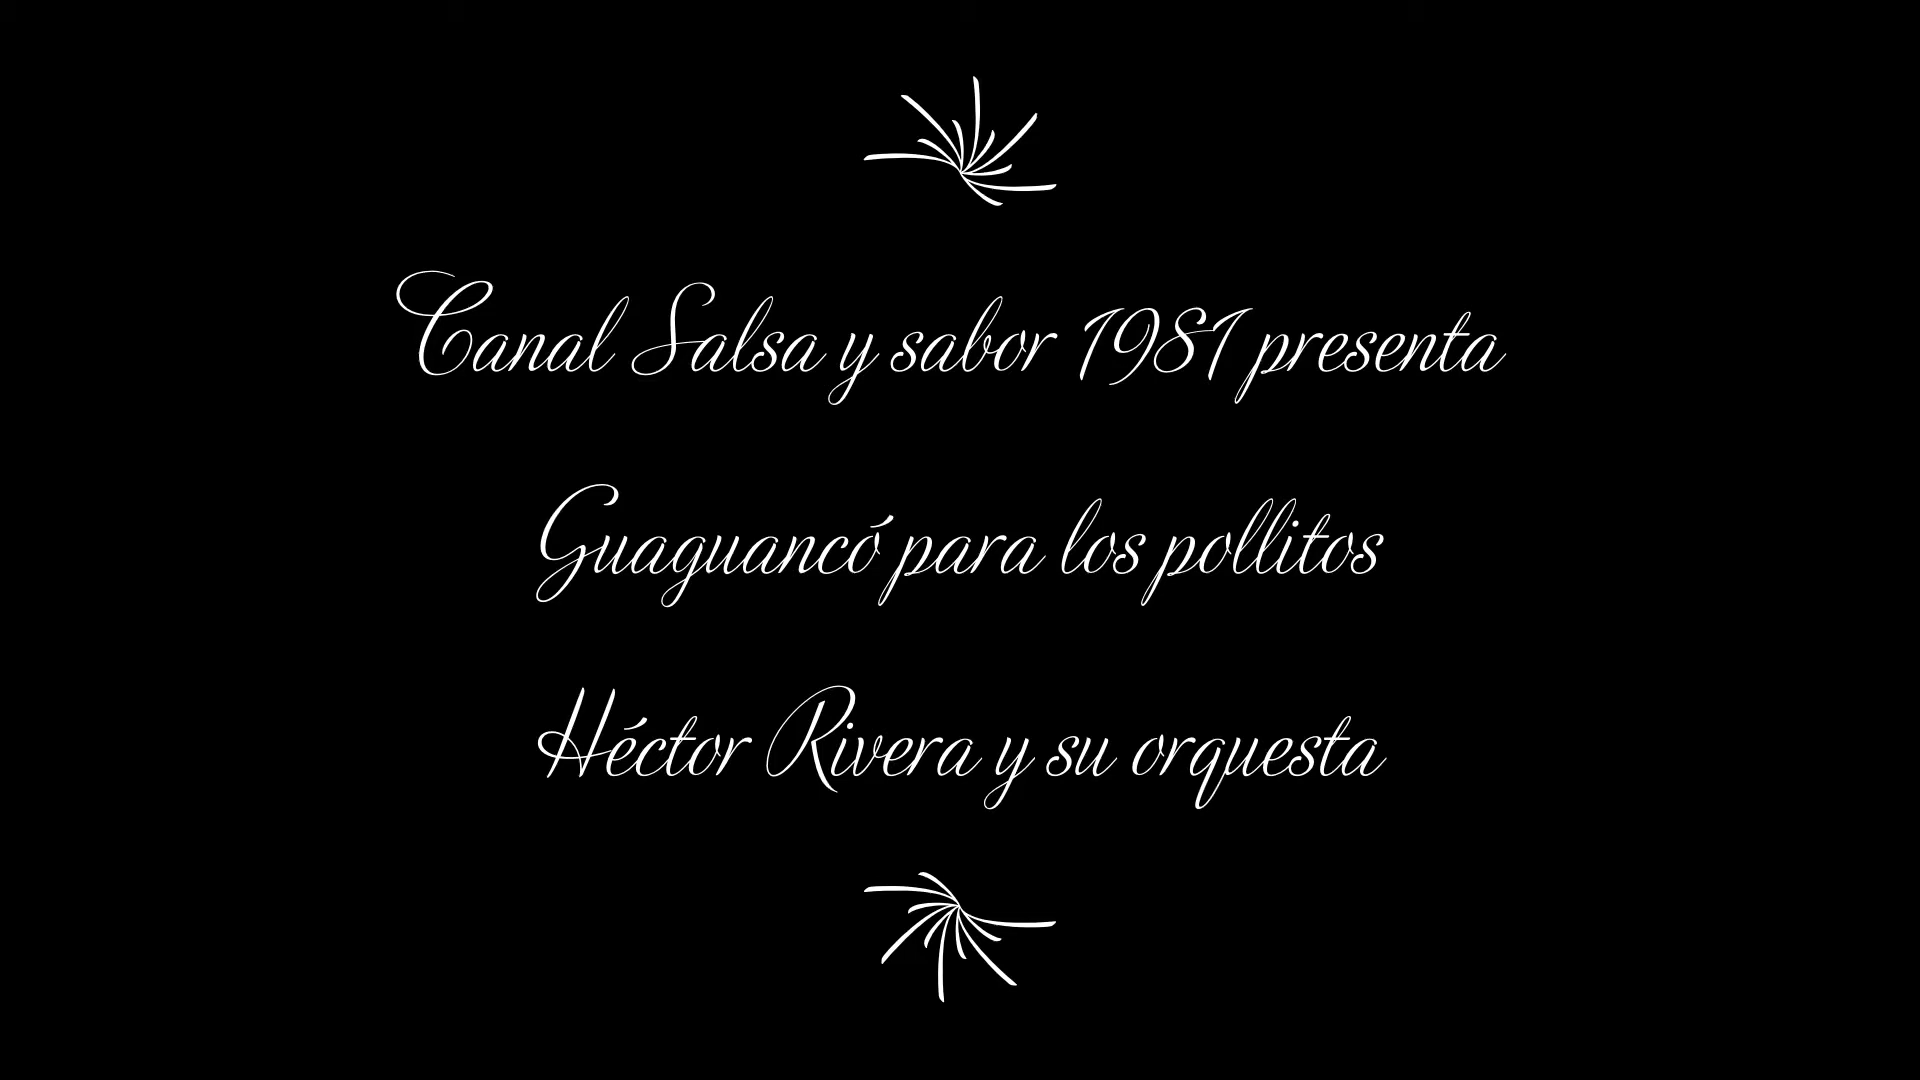 Canal Salsa y sabor 1981 presenta
Guaguancó para los pollitos
Héctor Rivera y su orquesta